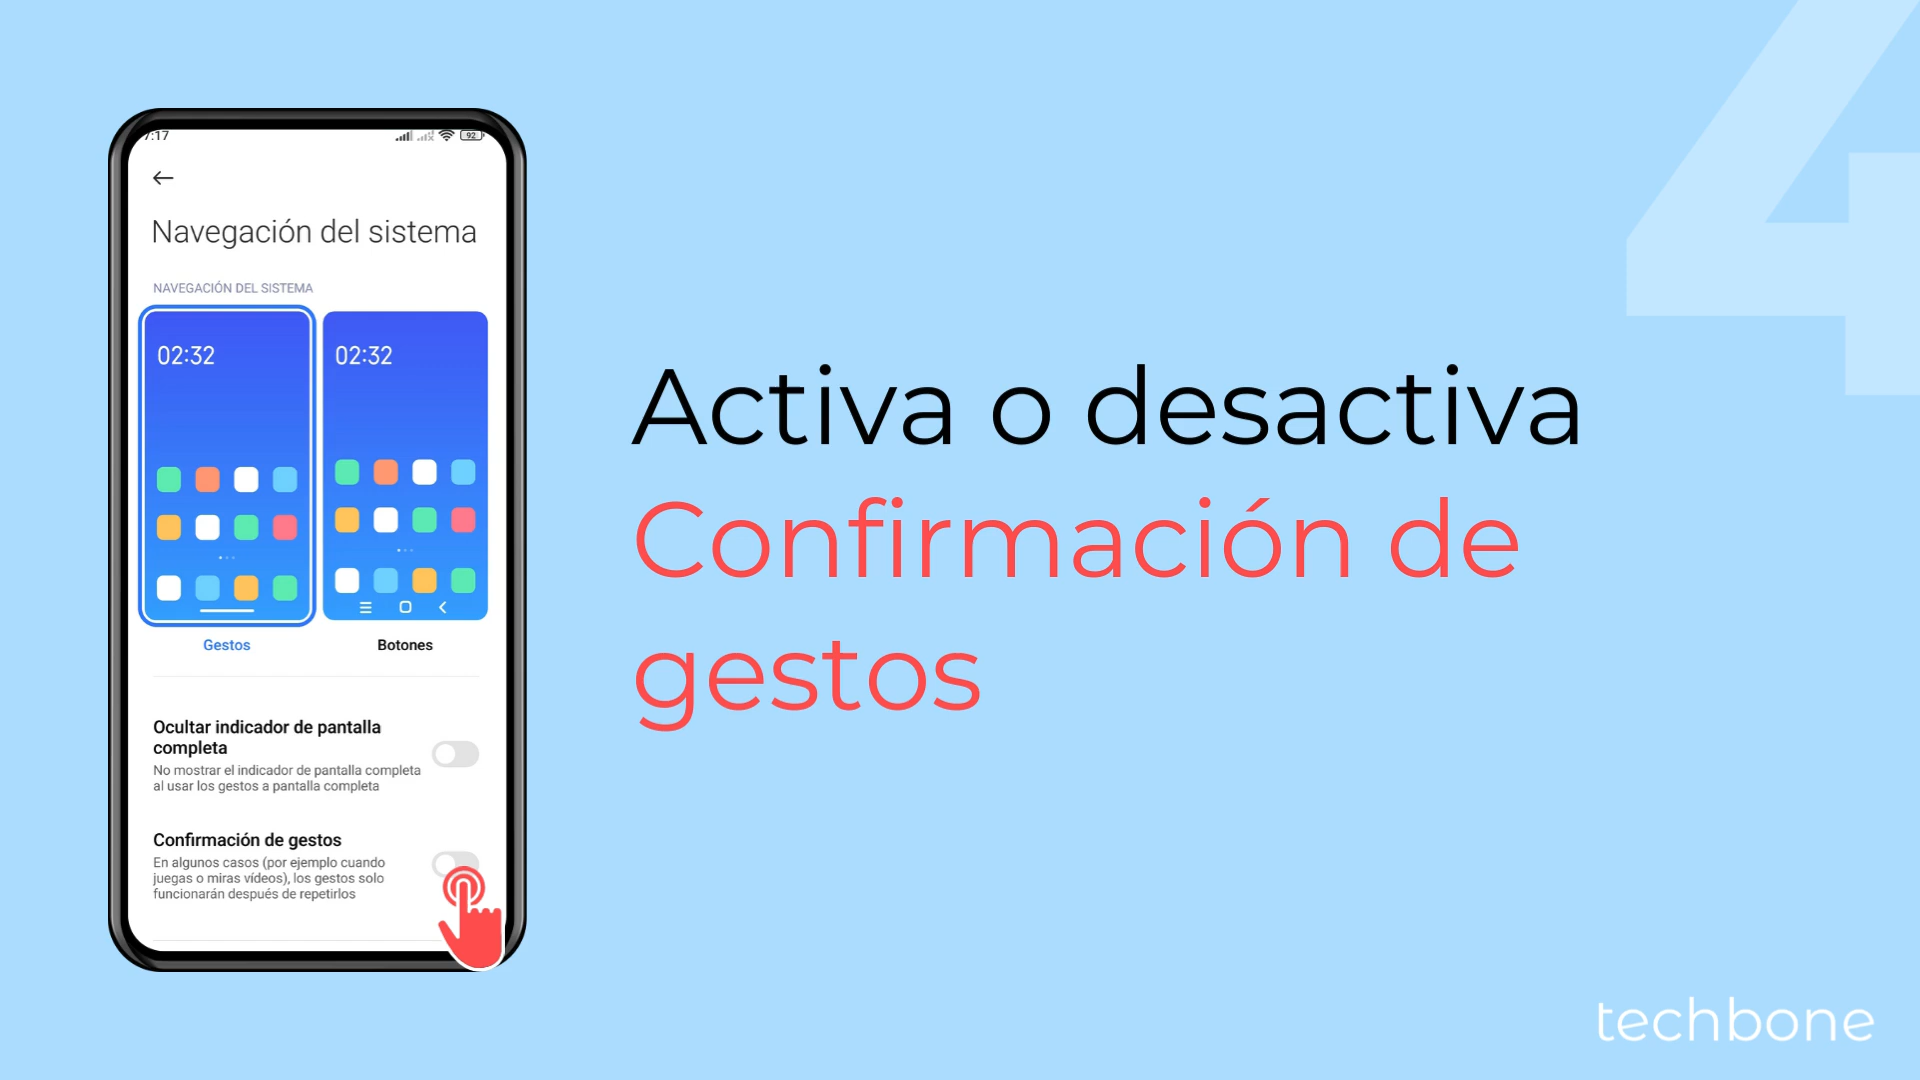 4
7:17
92
Navegación del sistema
NAVEGACIÓN DEL SISTEMA
02:32
02:32
Gestos
Botones
Ocultar indicador de pantalla
completa
No mostrar el indicador de pantalla completa
al usar los gestos a pantalla completa
Confirmación de gestos
En algunos casos (por ejemplo cuando
juegas o miras vídeos), los gestos solo
funcionarán después de repetirlos
Activa o desactiva
Confirmación de
gestos
techbone